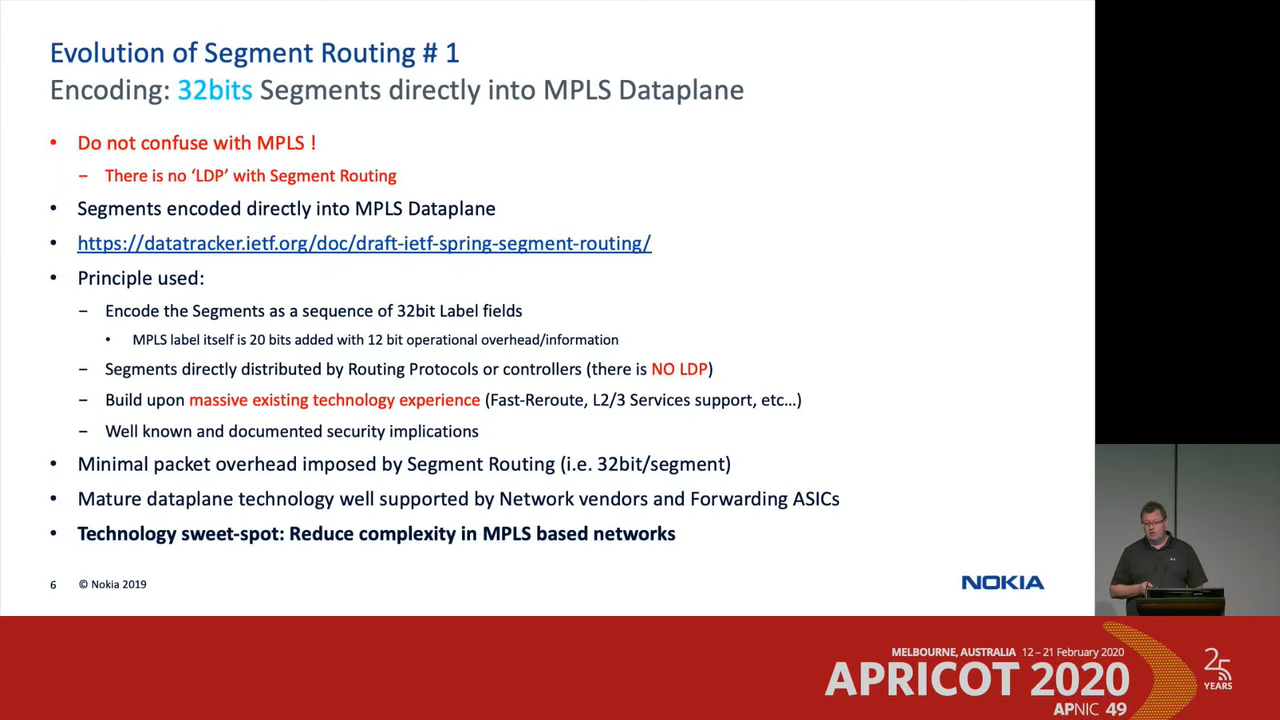 Evolution of Segment Routing # 1
Encoding: 32bits Segments directly into MPLS Dataplane
• Do not confuse with MPLS !
– There is no ‘LDP’ with Segment Routing
• Segments encoded directly into MPLS Dataplane
• https://datatracker.ietf.org/doc/draft-ietf-spring-segment-routing/
• Principle used:
– Encode the Segments as a sequence of 32bit Label fields
• MPLS label itself is 20 bits added with 12 bit operational overhead/information
– Segments directly distributed by Routing Protocols or controllers (there is NO LDP)
– Build upon massive existing technology experience (Fast-Reroute, L2/3 Services support, etc…)
– Well known and documented security implications
• Minimal packet overhead imposed by Segment Routing (i.e. 32bit/segment)
• Mature dataplane technology well supported by Network vendors and Forwarding ASICs
• Technology sweet-spot: Reduce complexity in MPLS based networks
6 © Nokia 2019
NOKIA
MELBOURNE, AUSTRALIA 12 – 21 February 2020
APRICOT 2020
APNIC 49
25
YEARS